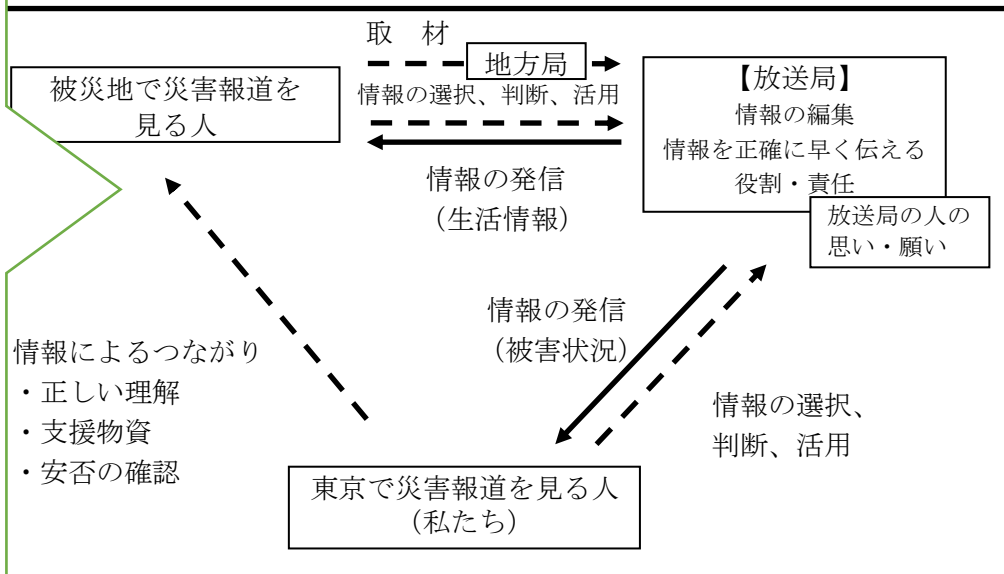 取　材
地方局
被災地で災害報道を
見る人
情報の選択、判断、活用
【放送局】
情報の編集
情報を正確に早く伝える
役割・責任
放送局の人の
思い・願い
情報の発信
（生活情報）
情報の発信
（被害状況）
情報によるつながり
・正しい理解
・支援物資
・安否の確認
情報の選択、
判断、活用
東京で災害報道を見る人
（私たち）